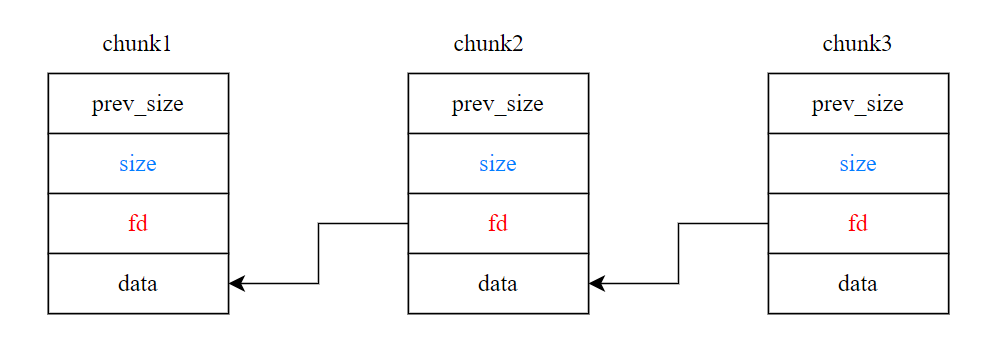 chunk1 chunk2 chunk3
prev_size prev_size prev_size
size size size
fd fd fd
data data data